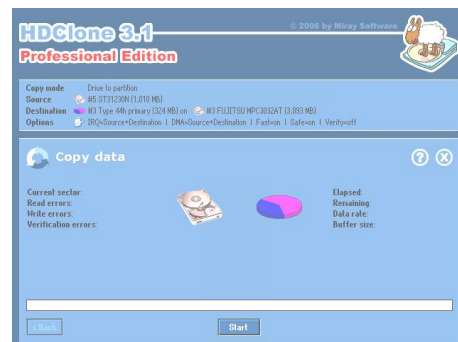 HDClone 3.1
© 2006 by Miray Software
Professional Edition
Copy mode Drive to partition
Source #5 ST31230N (1,010 MB)
Destination #3 Type 44h primary (324 MB) on #3 FUJITSU MPC3032AT (3,093 MB)
Options IRQ=Source+Destination | DMA=Source+Destination | Fast=on | Safe=on | Verify=off
Copy data
? X
Current sector: Elapsed:
Read errors: Remaining:
Write errors: Data rate:
Verification errors: Buffer size:
< Back Start